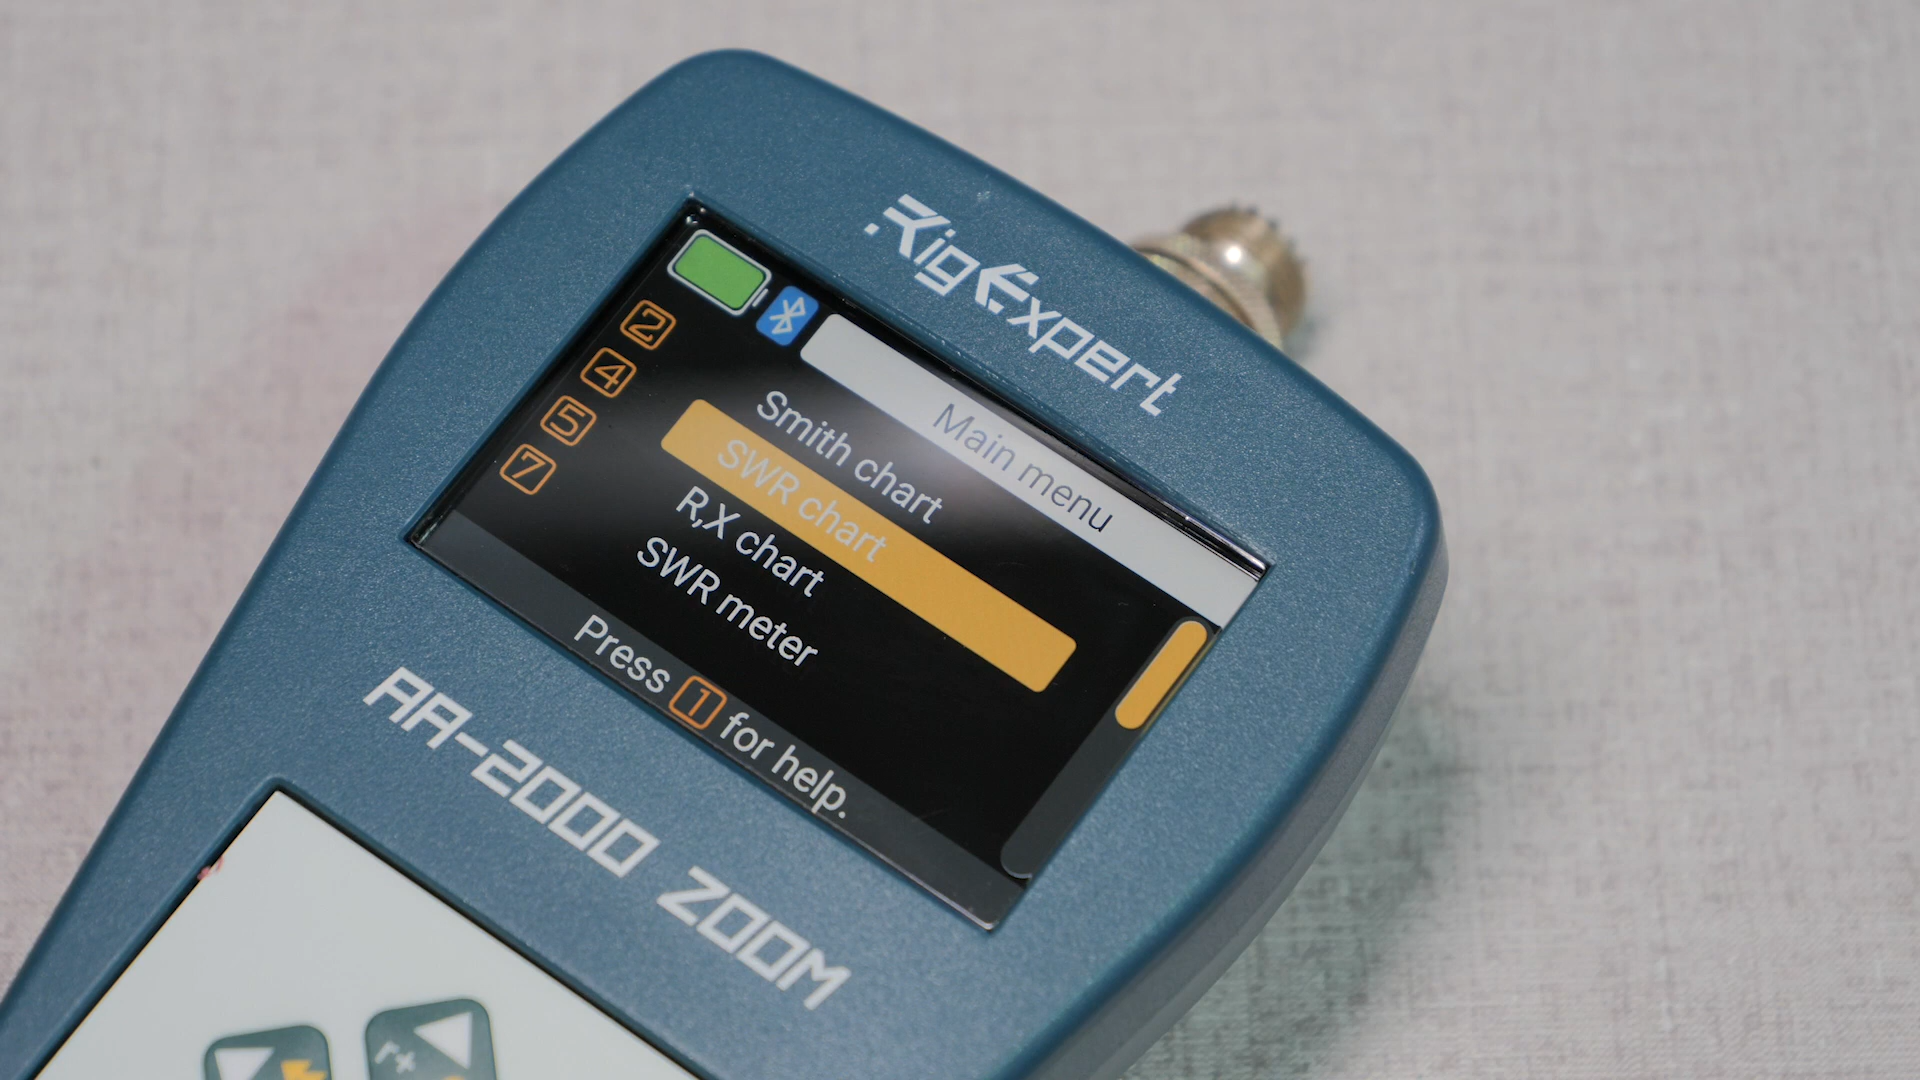 RigExpert
Main menu
2 Smith chart
4 SWR chart
5 R,X chart
7 SWR meter
Press 1 for help.
AA-2000 ZOOM
r+